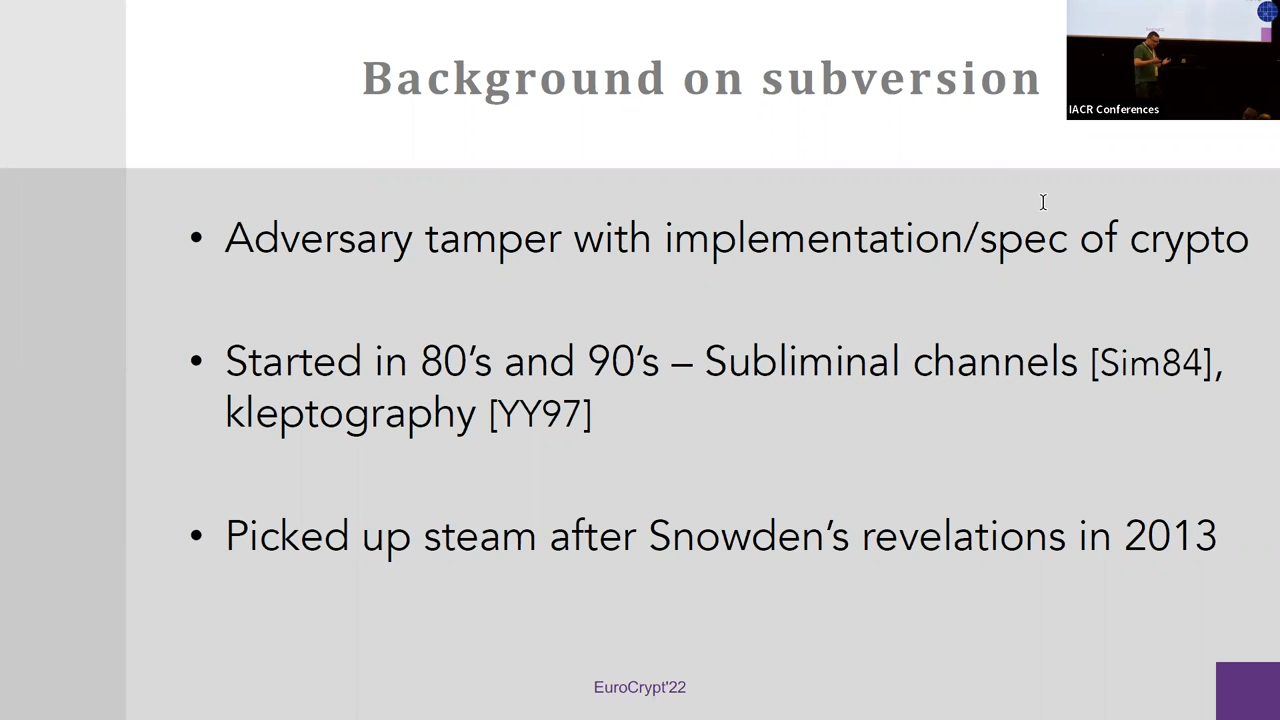 Background on subversion
IACR Conferences
• Adversary tamper with implementation/spec of crypto
• Started in 80’s and 90’s – Subliminal channels [Sim84],
kleptography [YY97]
• Picked up steam after Snowden’s revelations in 2013
EuroCrypt'22